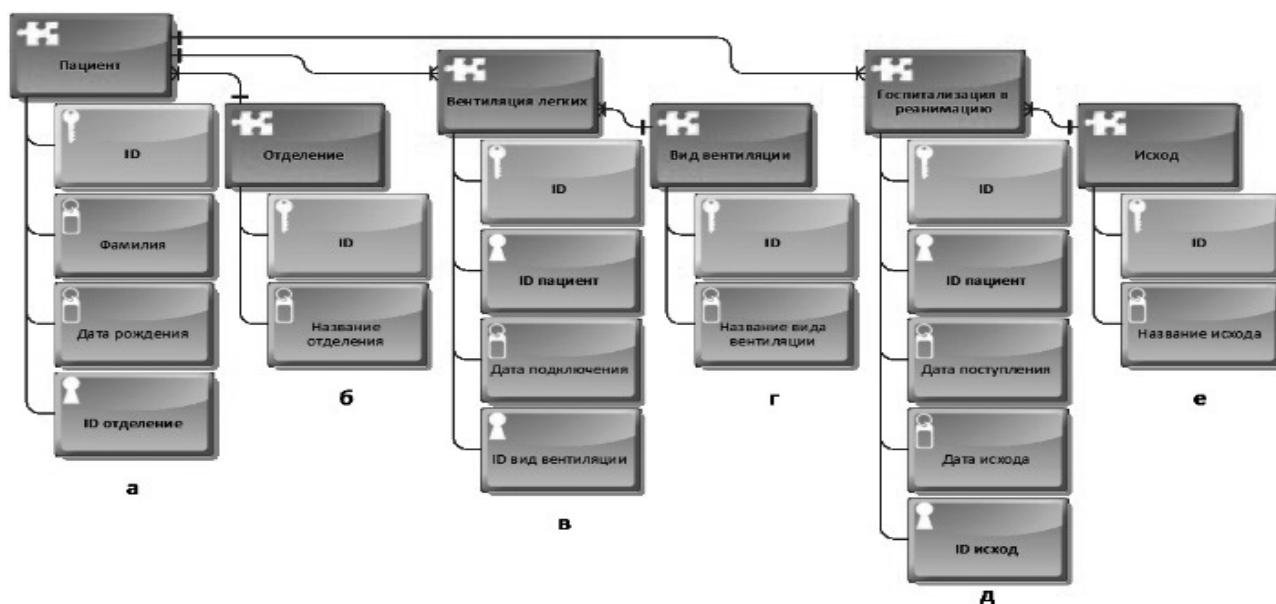 Пациент
ID
Фамилия
Дата рождения
ID отделение
а
Отделение
ID
Название
отделения
б
Вентиляция легких
ID
ID пациент
Дата подключения
ID вид вентиляции
в
Вид вентиляции
ID
Название вида
вентиляции
г
Госпитализация в
реанимацию
ID
ID пациент
Дата поступления
Дата исхода
ID исход
д
Исход
ID
Название исхода
е